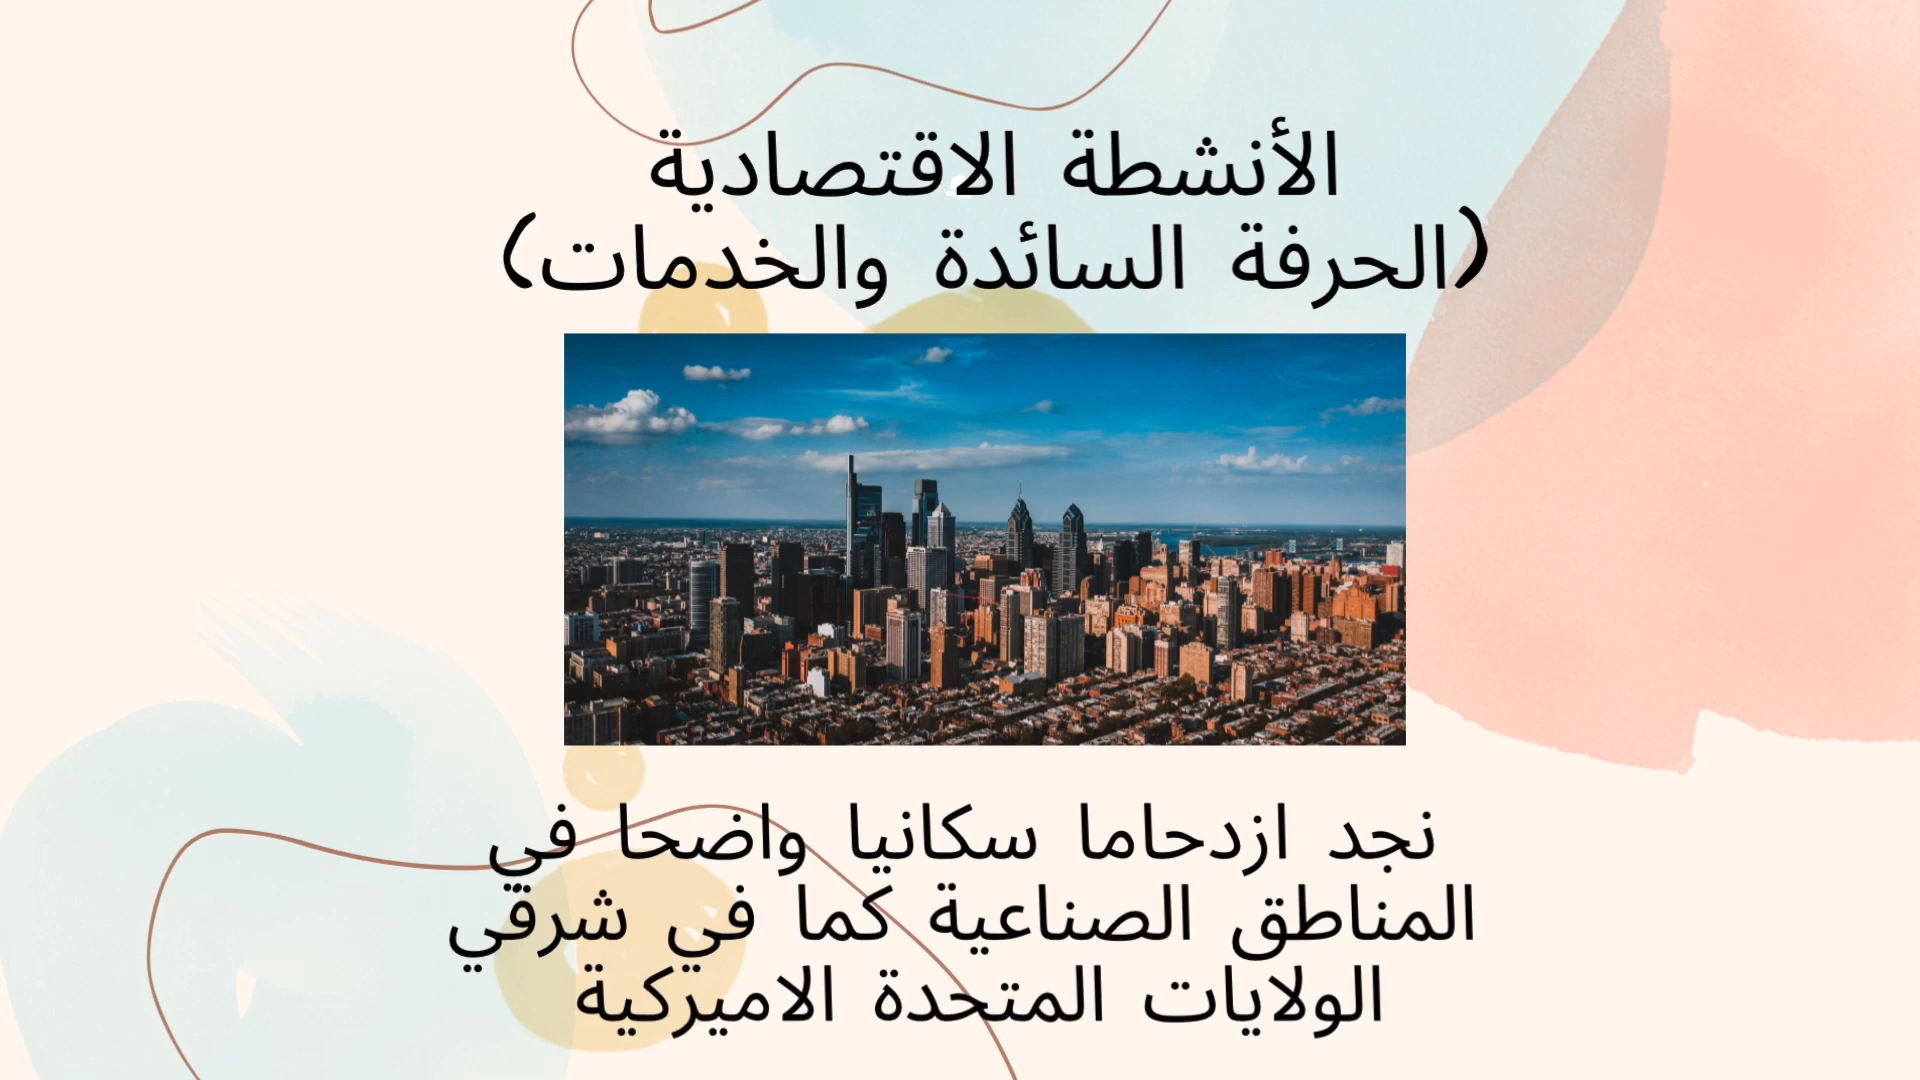 الأنشطة الاقتصادية
(الحرفة السائدة والخدمات)
نجد ازدحاما سكانيا واضحا في
المناطق الصناعية كما في شرقي
الولايات المتحدة الاميركية